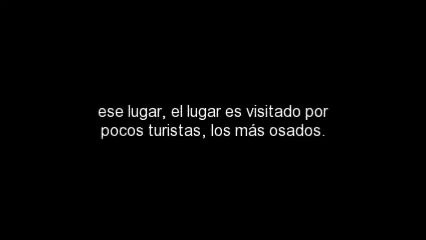 ese lugar, el lugar es visitado por
pocos turistas, los más osados.